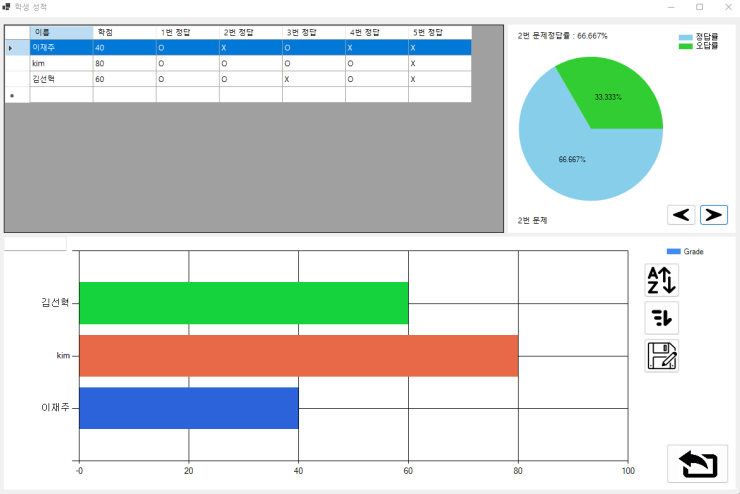 학생 성적
이름 학점 1번 정답 2번 정답 3번 정답 4번 정답 5번 정답
이재주 40 O X O X X
kim 80 O O O O X
김선혁 60 O O X O X
2번 문제정답률 : 66.667%
정답률
오답률
33.333%
66.667%
2번 문제
Grade
김선혁
kim
이재주
-0 20 40 60 80 100
A
Z